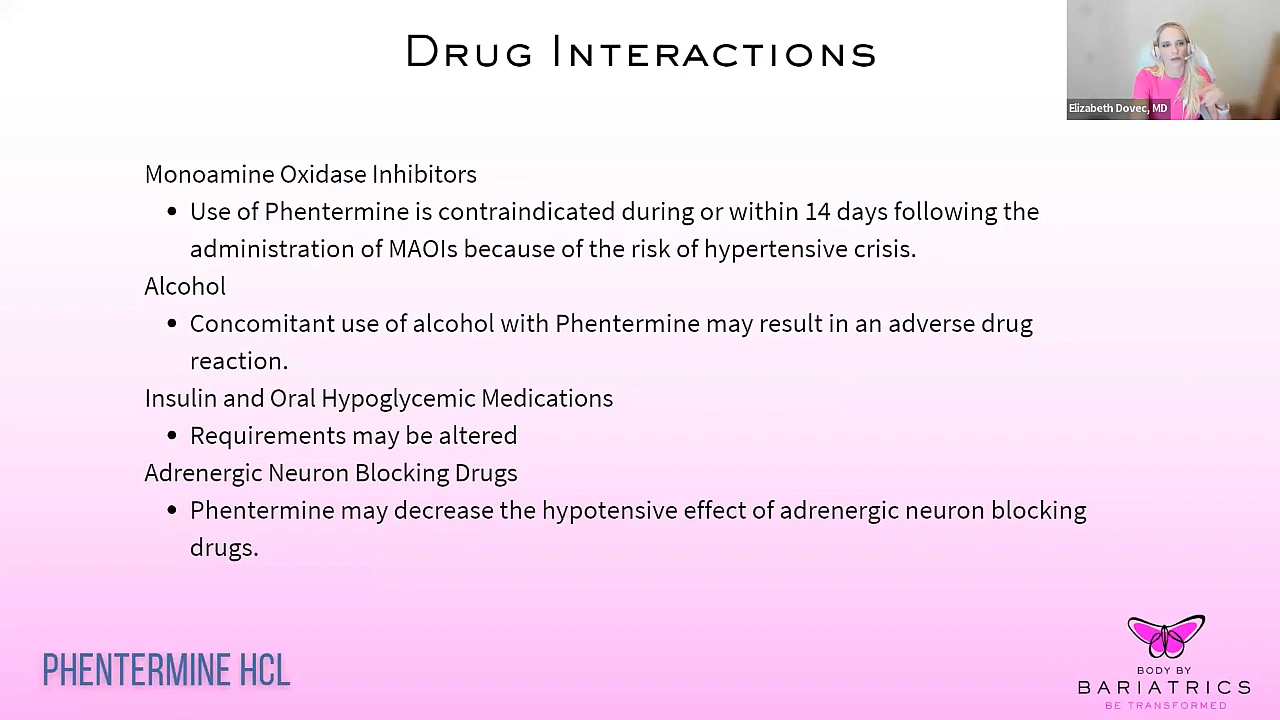 Drug Interactions
Elizabeth Dovec, MD
Monoamine Oxidase Inhibitors
• Use of Phentermine is contraindicated during or within 14 days following the
administration of MAOIs because of the risk of hypertensive crisis.
Alcohol
• Concomitant use of alcohol with Phentermine may result in an adverse drug
reaction.
Insulin and Oral Hypoglycemic Medications
• Requirements may be altered
Adrenergic Neuron Blocking Drugs
• Phentermine may decrease the hypotensive effect of adrenergic neuron blocking
drugs.
PHENTERMINE HCL
BODY BY
BARIATRICS
BE TRANSFORMED